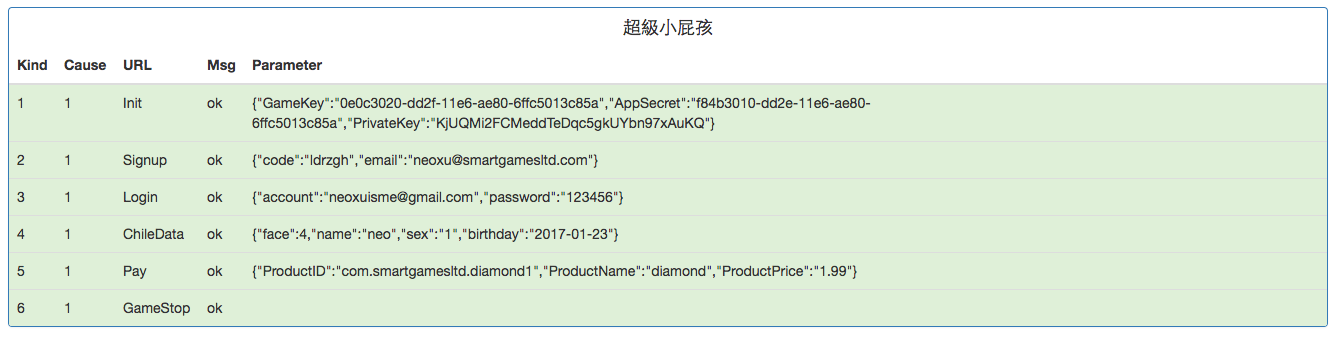 超級小屁孩
Kind Cause URL Msg Parameter
1 1 Init ok {"GameKey":"0e0c3020-dd2f-11e6-ae80-6ffc5013c85a","AppSecret":"f84b3010-dd2e-11e6-ae80-
6ffc5013c85a","PrivateKey":"KjUQMi2FCMeddTeDqc5gkUYbn97xAuKQ"}
2 1 Signup ok {"code":"ldrzgh","email":"neoxu@smartgamesltd.com"}
3 1 Login ok {"account":"neoxuisme@gmail.com","password":"123456"}
4 1 ChileData ok {"face":4,"name":"neo","sex":"1","birthday":"2017-01-23"}
5 1 Pay ok {"ProductID":"com.smartgamesltd.diamond1","ProductName":"diamond","ProductPrice":"1.99"}
6 1 GameStop ok